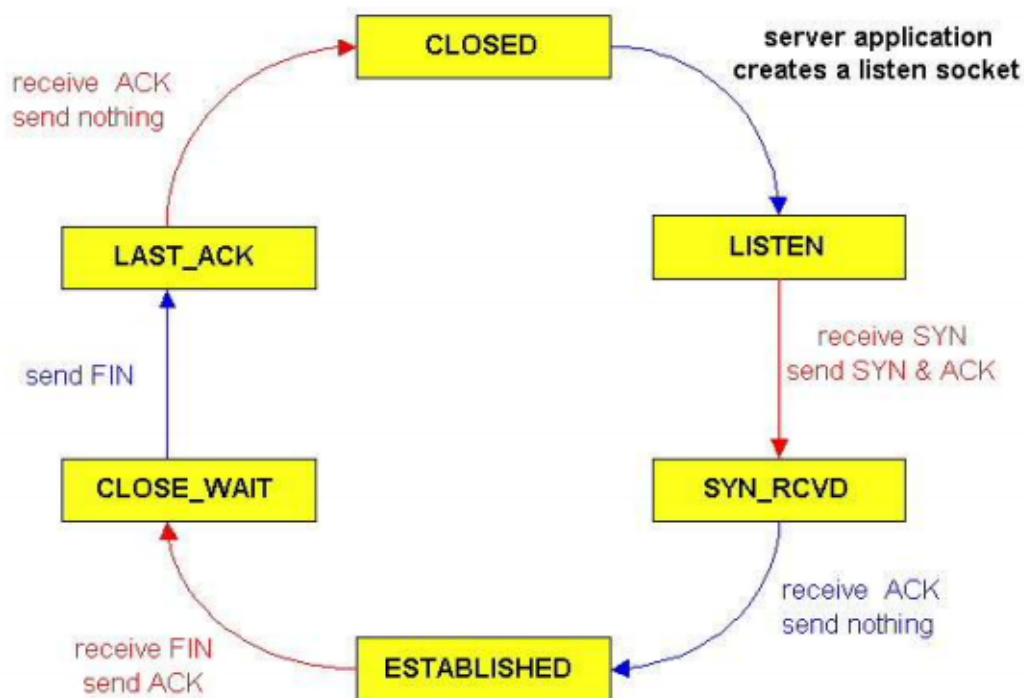 CLOSED
server application
creates a listen socket
receive ACK
send nothing
LAST_ACK
LISTEN
receive SYN
send SYN & ACK
send FIN
CLOSE_WAIT
SYN_RCVD
receive ACK
send nothing
receive FIN
send ACK
ESTABLISHED